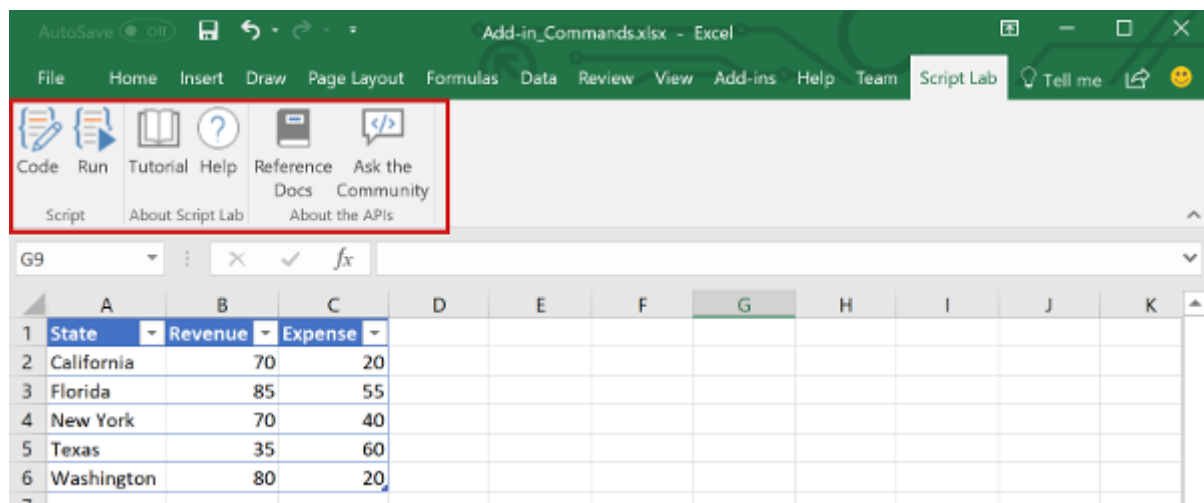 AutoSave Off Add-in_Commands.xlsx - Excel
File Home Insert Draw Page Layout Formulas Data Review View Add-ins Help Team Script Lab Tell me
Code Run Tutorial Help Reference Docs Ask the Community
Script About Script Lab About the APIs
G9 fx
A B C D E F G H I J K
1 State Revenue Expense
2 California 70 20
3 Florida 85 55
4 New York 70 40
5 Texas 35 60
6 Washington 80 20